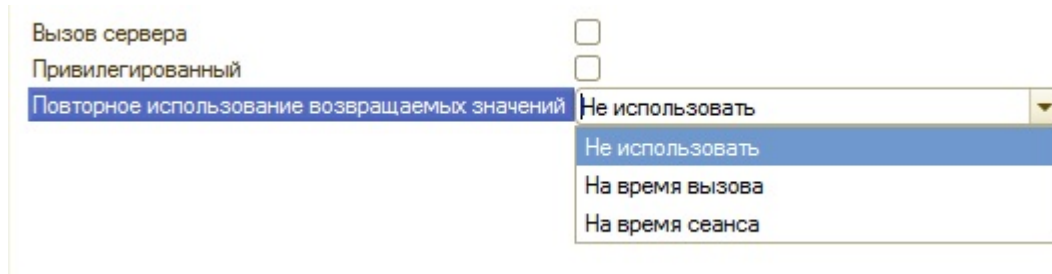 Вызов сервера
Привилегированный
Повторное использование возвращаемых значений Не использовать
Не использовать
На время вызова
На время сеанса